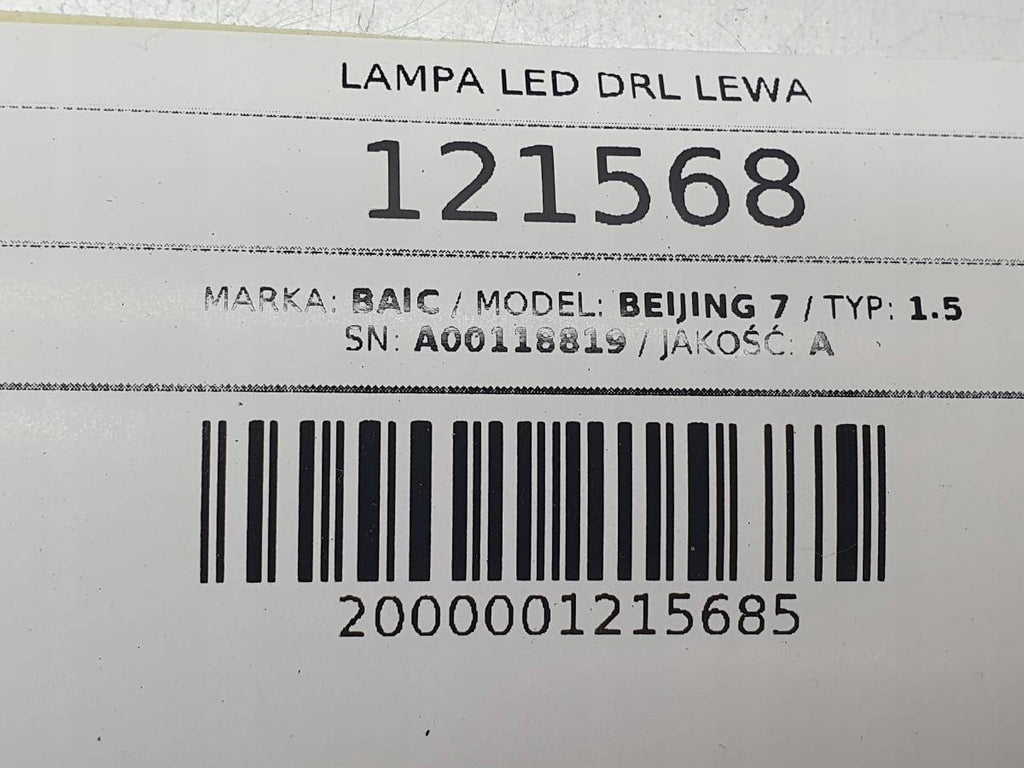 LAMPA LED DRL LEWA
121568
MARKA: BAIC / MODEL: BEIJING 7 / TYP: 1.5
SN: A00118819 / JAKOŚĆ: A
2000001215685